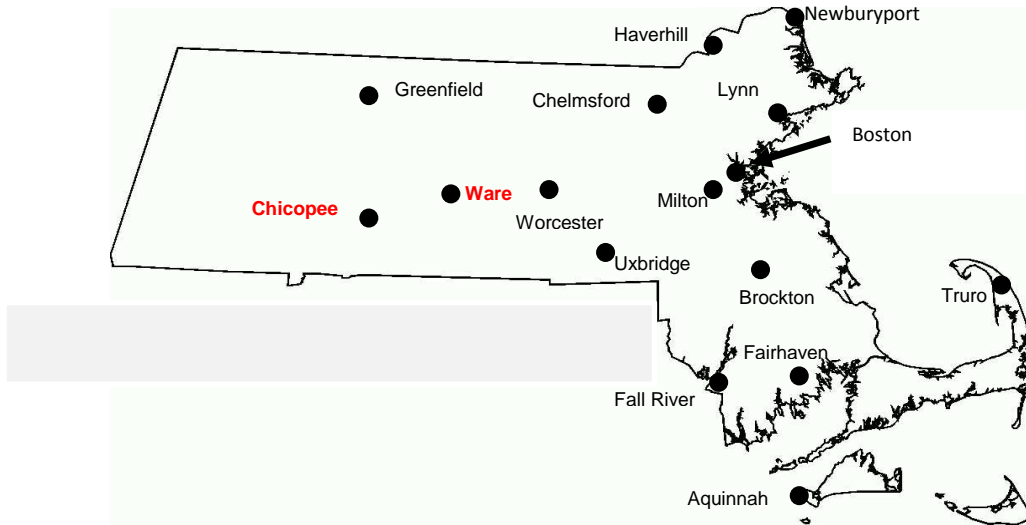 Newburyport
Haverhill
Greenfield
Chelmsford
Lynn
Boston
Ware
Milton
Chicopee
Worcester
Uxbridge
Brockton
Truro
Fairhaven
Fall River
Aquinnah